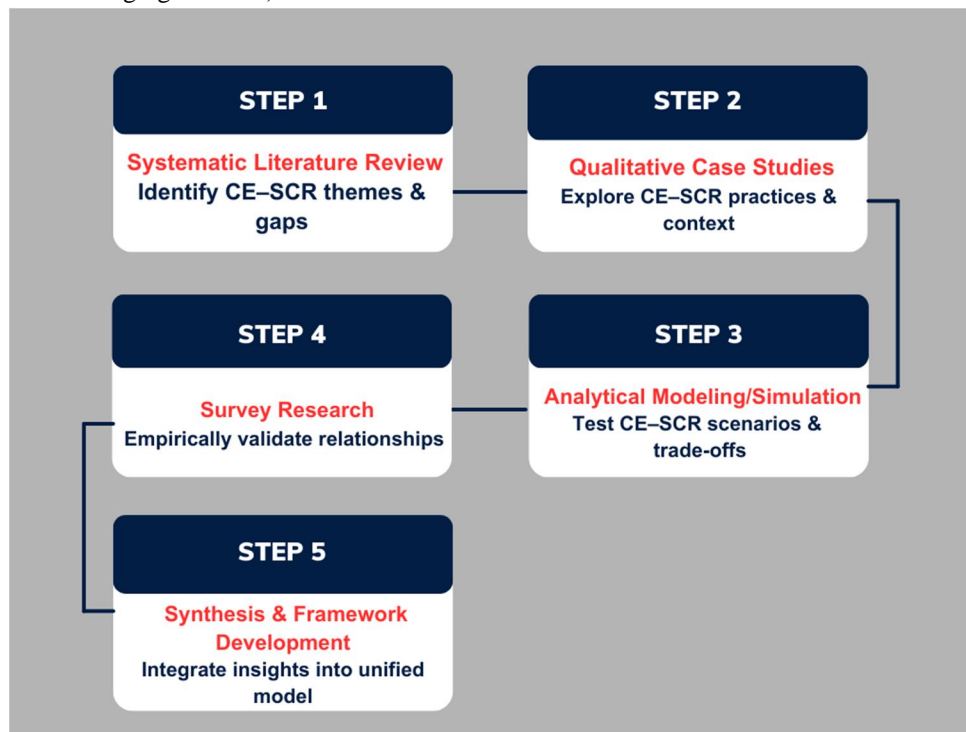 STEP 1
Systematic Literature Review
Identify CE–SCR themes &
gaps
STEP 2
Qualitative Case Studies
Explore CE–SCR practices &
context
STEP 3
Analytical Modeling/Simulation
Test CE–SCR scenarios &
trade-offs
STEP 4
Survey Research
Empirically validate relationships
STEP 5
Synthesis & Framework
Development
Integrate insights into unified
model